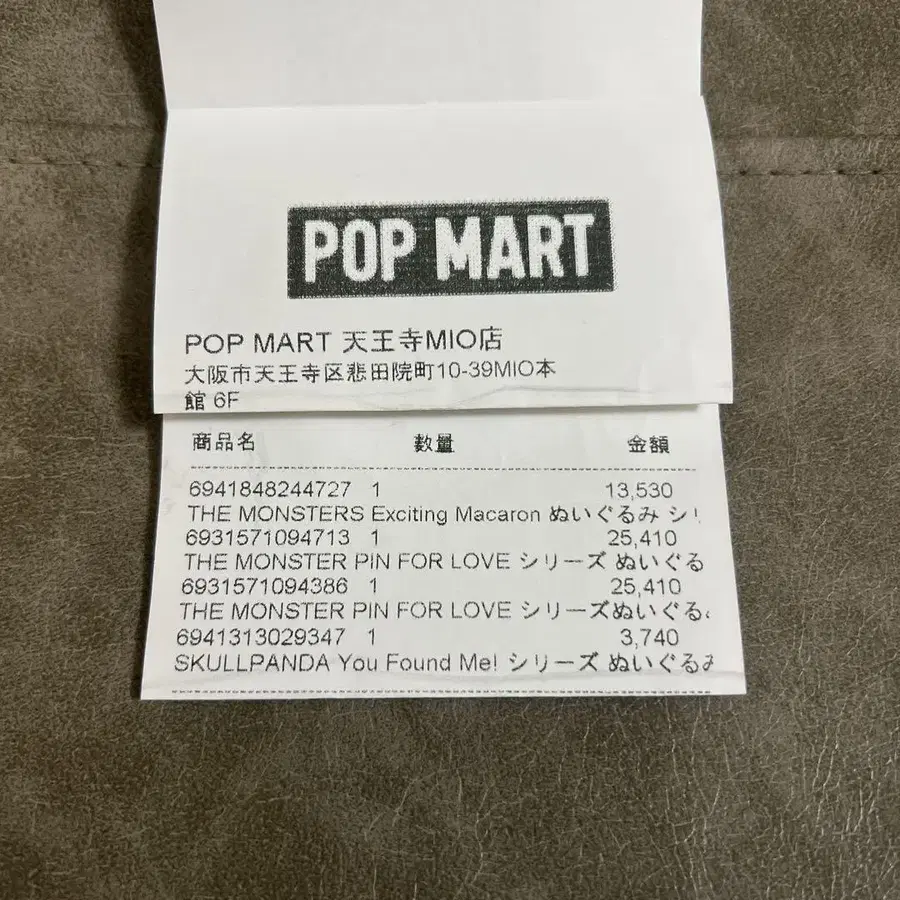 POP MART
POP MART 天王寺MIO店
大阪市天王寺区悲田院町10-39MIO本
館 6F
商品名 数量 金額
6941848244727 1 13,530
THE MONSTERS Exciting Macaron ぬいぐるみ シリ
6931571094713 1 25,410
THE MONSTER PIN FOR LOVE シリーズ ぬいぐる
6931571094386 1 25,410
THE MONSTER PIN FOR LOVE シリーズぬいぐる
6941313029347 1 3,740
SKULLPANDA You Found Me! シリーズ ぬいぐるみ